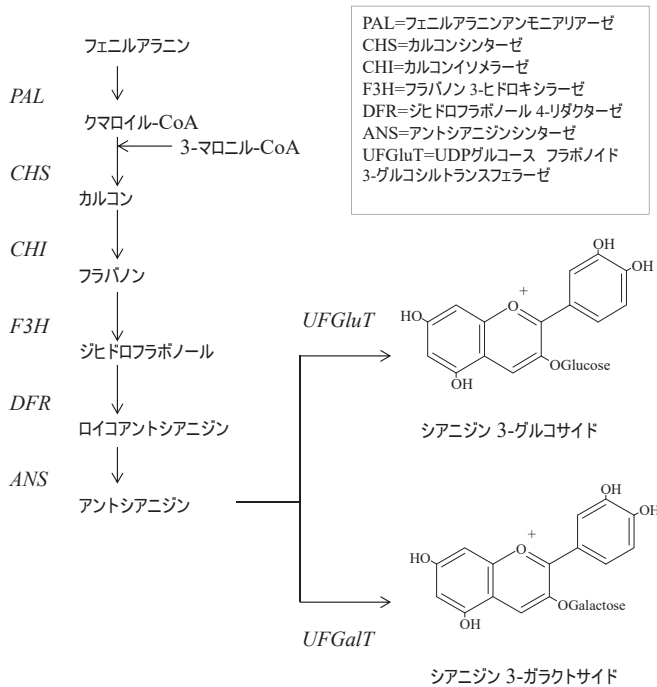 フェニルアラニン
PAL
クマロイル-CoA
3-マロニル-CoA
CHS
カルコン
CHI
フラバノン
F3H
ジヒドロフラボノール
DFR
ロイコアントシアニジン
ANS
アントシアニジン
PAL=フェニルアラニンアンモニアリアーゼ
CHS=カルコンシンターゼ
CHI=カルコンイソメラーゼ
F3H=フラバノン 3-ヒドロキシラーゼ
DFR=ジヒドロフラボノール 4-リダクターゼ
ANS=アントシアニジンシンターゼ
UFGluT=UDPグルコース フラボノイド
3-グルコシルトランスフェラーゼ
UFGluT
OH
OH
+
HO
O
OGlucose
OH
シアニジン 3-グルコサイド
OH
OH
+
HO
O
OGalactose
OH
UFGalT
シアニジン 3-ガラクトサイド